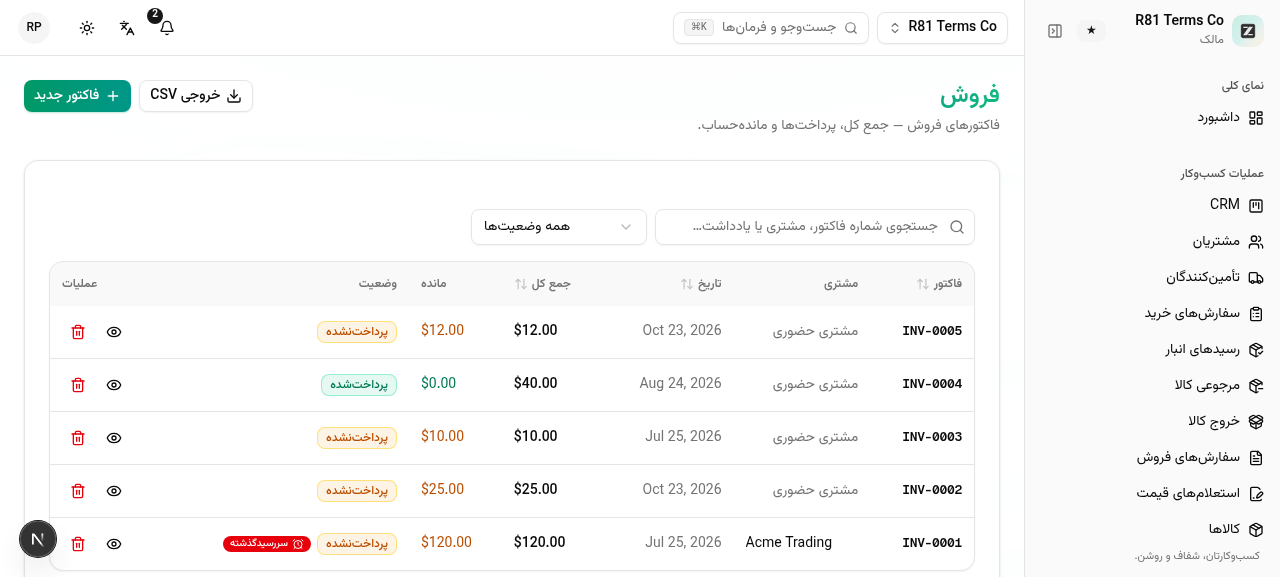 R81 Terms Co
مالک
نمای کلی
داشبورد
عملیات کسب‌وکار
CRM
مشتریان
تأمین‌کنندگان
سفارش‌های خرید
رسیدهای انبار
مرجوعی کالا
خروج کالا
سفارش‌های فروش
استعلام‌های قیمت
کالاها
کسب‌وکارتان، شفاف و روشن.
R81 Terms Co
جست‌وجو و فرمان‌ها ⌘K
2
RP
فروش
فاکتورهای فروش — جمع کل، پرداخت‌ها و مانده‌حساب.
خروجی CSV
فاکتور جدید
جستجوی شماره فاکتور، مشتری یا یادداشت...
همه وضعیت‌ها
فاکتور مشتری تاریخ جمع کل مانده وضعیت عملیات
INV-0005 مشتری حضوری Oct 23, 2026 $12.00 $12.00 پرداخت‌نشده
INV-0004 مشتری حضوری Aug 24, 2026 $40.00 $0.00 پرداخت‌شده
INV-0003 مشتری حضوری Jul 25, 2026 $10.00 $10.00 پرداخت‌نشده
INV-0002 مشتری حضوری Oct 23, 2026 $25.00 $25.00 پرداخت‌نشده
INV-0001 Acme Trading Jul 25, 2026 $120.00 $120.00 پرداخت‌نشده سررسیدگذشته
N